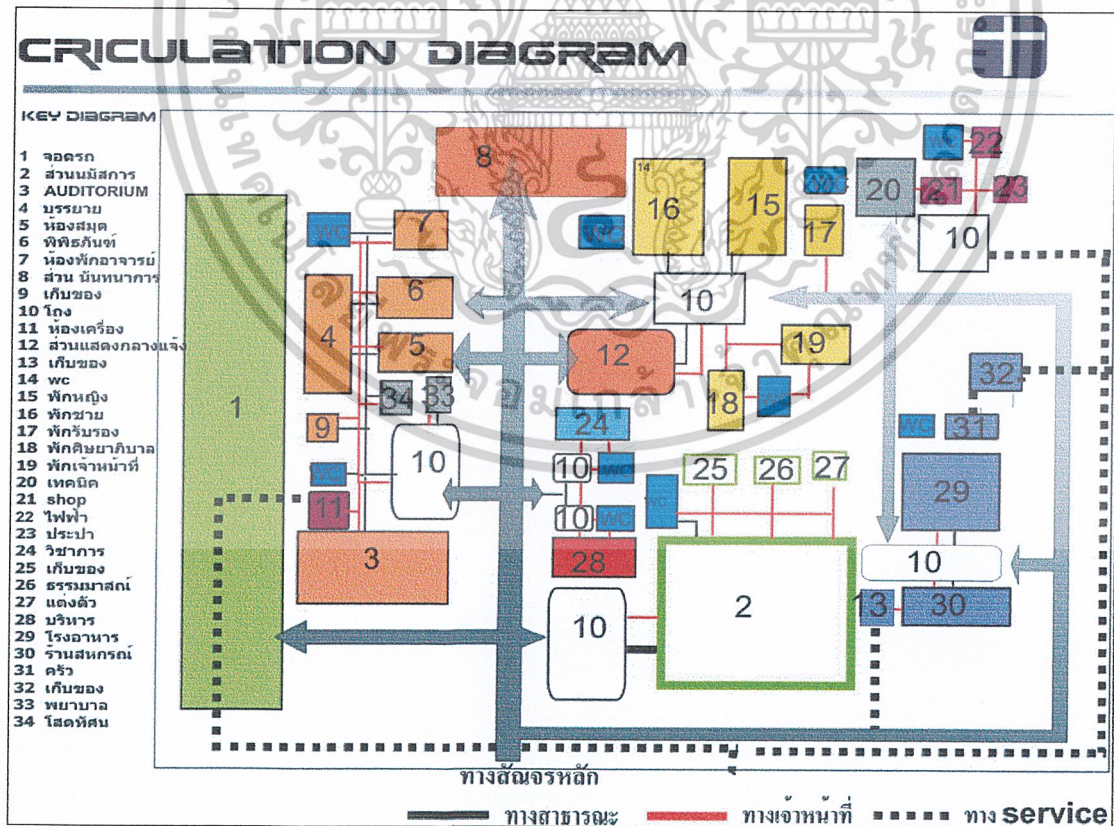 CRICULATION DIAGRAM
KEY DIAGRAM
1 จอดรถ
2 ส่วนนมัสการ
3 AUDITORIUM
4 บรรยาย
5 ห้องสมุด
6 พิพิธภันฑ์
7 ห้องพักอาจารย์
8 ส่วน นันทนาการ
9 เก็บของ
10 โถง
11 ห้องเครื่อง
12 ส่วนแสดงกลางแจ้ง
13 เก็บของ
14 wc
15 พักหญิง
16 พักชาย
17 พักรับรอง
18 พักศิษยาภิบาล
19 พักเจ้าหน้าที่
20 เทคนิค
21 shop
22 ไฟฟ้า
23 ประปา
24 วิชาการ
25 เก็บของ
26 ธรรมมาสณ์
27 แต่งตัว
28 บริหาร
29 โรงอาหาร
30 ร้านสหกรณ์
31 ครัว
32 เก็บของ
33 พยาบาล
34 โสตทัศน
8
14
16
15
WC
20
WC
22
21
23
WC
7
WC
17
10
6
10
4
5
12
19
1
34
33
18
32
9
10
24
WC
31
WC
10
WC
25
26
27
29
11
10
WC
WC
3
28
10
2
10
13
30
ทางสัณจรหลัก
ทางสาธารณะ
ทางเจ้าหน้าที่
ทาง service